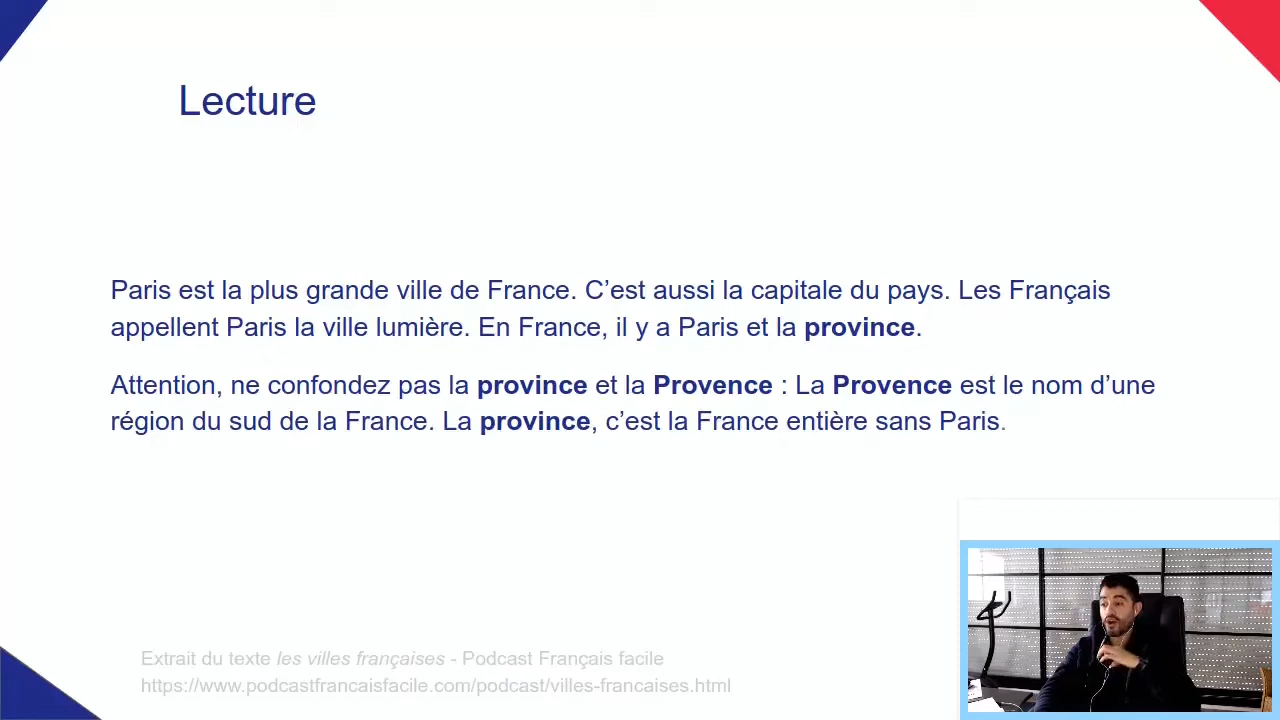 Lecture
Paris est la plus grande ville de France. C’est aussi la capitale du pays. Les Français
appellent Paris la ville lumière. En France, il y a Paris et la province.
Attention, ne confondez pas la province et la Provence : La Provence est le nom d’une
région du sud de la France. La province, c’est la France entière sans Paris.
Extrait du texte les villes françaises - Podcast Français facile
https://www.podcastfrancaisfacile.com/podcast/villes-francaises.html